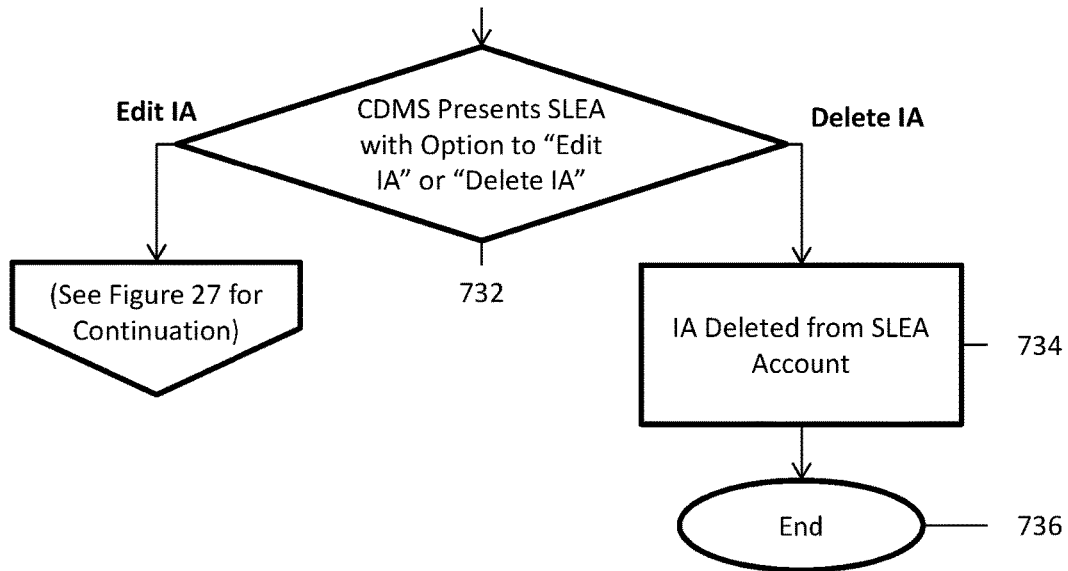 Edit IA
CDMS Presents SLEA
with Option to “Edit
IA” or “Delete IA”
Delete IA
732
(See Figure 27 for
Continuation)
IA Deleted from SLEA
Account
734
End
736